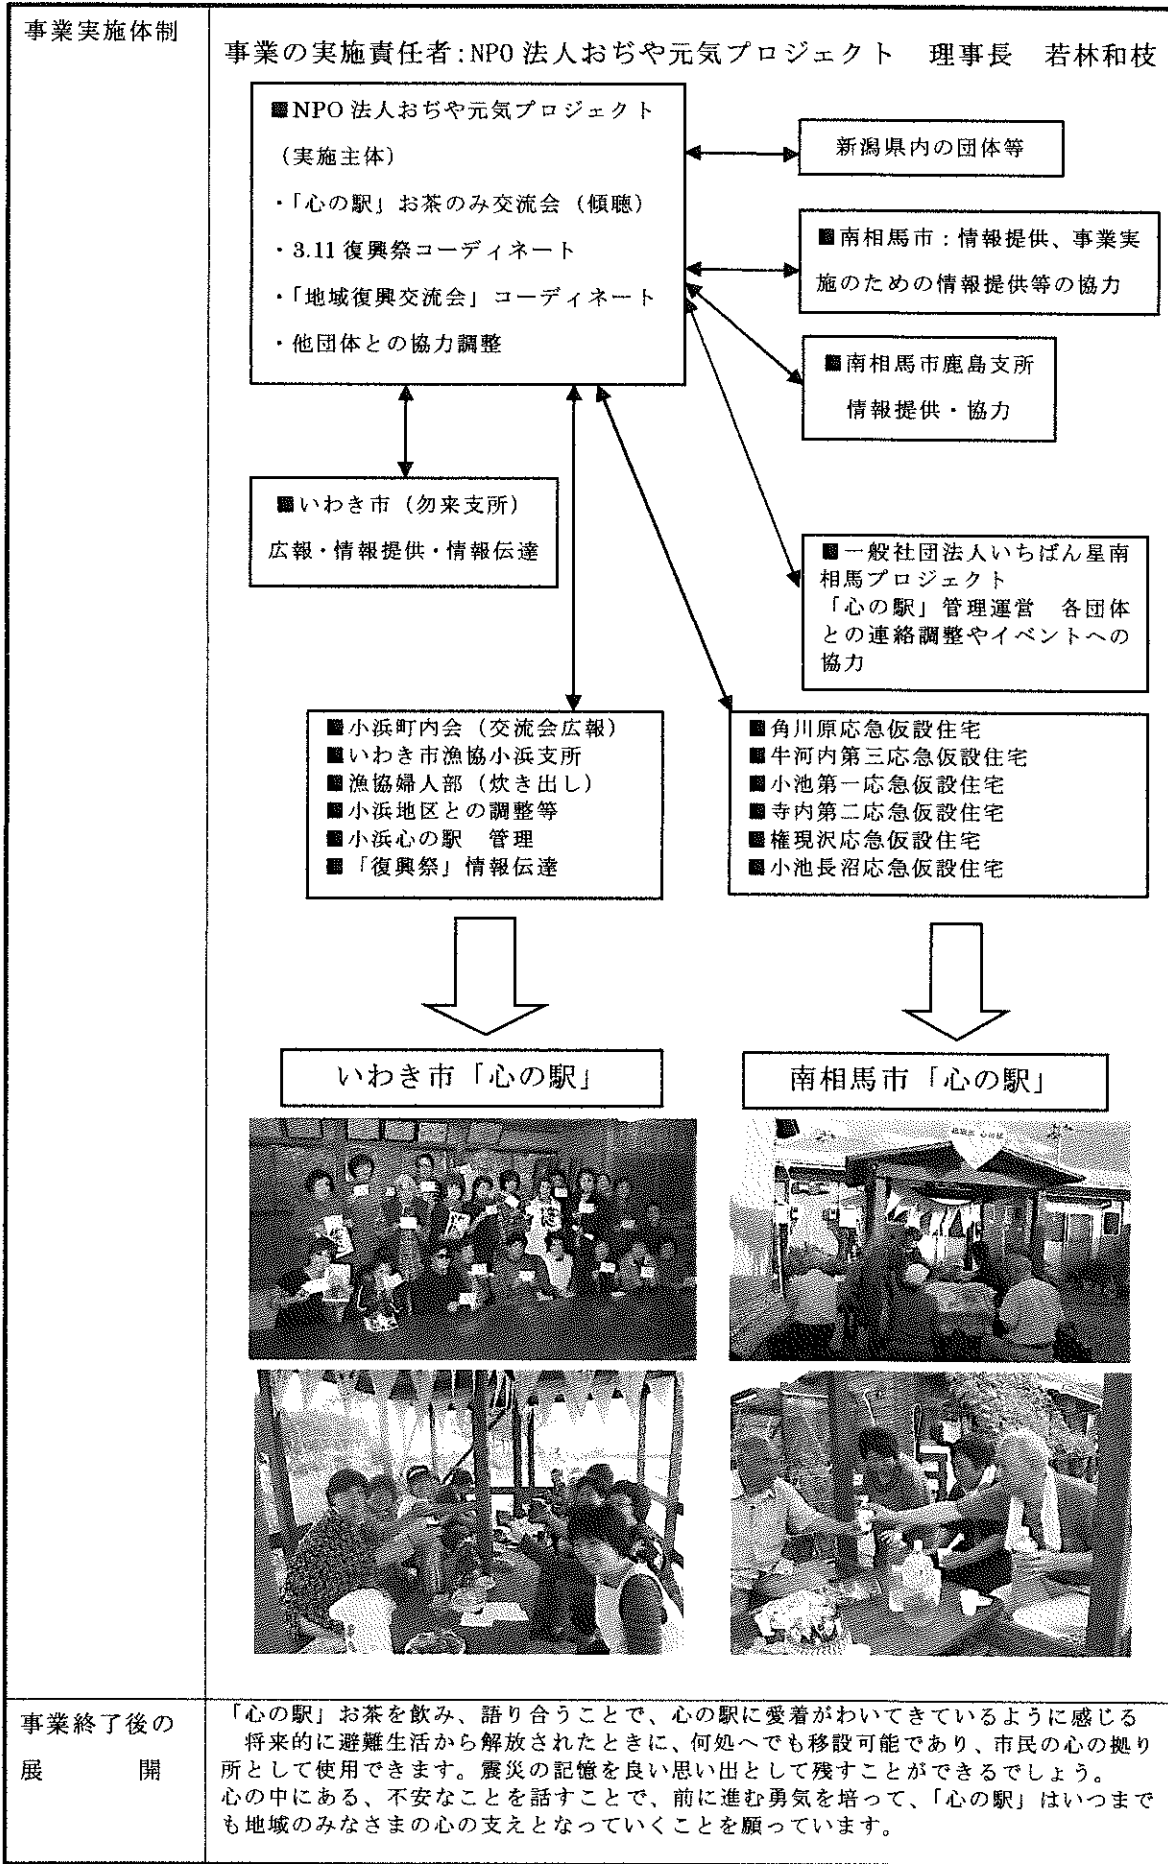 事業実施体制
事業の実施責任者：NPO 法人おぢや元気プロジェクト　理事長　若林和枝
■NPO 法人おぢや元気プロジェクト
（実施主体）
・「心の駅」お茶のみ交流会（傾聴）
・3.11 復興祭コーディネート
・「地域復興交流会」コーディネート
・他団体との協力調整
新潟県内の団体等
■南相馬市：情報提供、事業実
施のための情報提供等の協力
■南相馬市鹿島支所
情報提供・協力
■いわき市（勿来支所）
広報・情報提供・情報伝達
■一般社団法人いちばん星南
相馬プロジェクト
「心の駅」管理運営　各団体
との連絡調整やイベントへの
協力
■小浜町内会（交流会広報）
■いわき市漁協小浜支所
■漁協婦人部（炊き出し）
■小浜地区との調整等
■小浜心の駅　管理
■「復興祭」情報伝達
■角川原応急仮設住宅
■牛河内第三応急仮設住宅
■小池第一応急仮設住宅
■寺内第二応急仮設住宅
■権現沢応急仮設住宅
■小池長沼応急仮設住宅
いわき市「心の駅」
南相馬市「心の駅」
事業終了後の
展　　　開
「心の駅」お茶を飲み、語り合うことで、心の駅に愛着がわいてきているように感じる
将来的に避難生活から解放されたときに、何処へでも移設可能であり、市民の心の拠り
所として使用できます。震災の記憶を良い思い出として残すことができるでしょう。
心の中にある、不安なことを話すことで、前に進む勇気を培って、「心の駅」はいつまで
も地域のみなさまの心の支えとなっていくことを願っています。